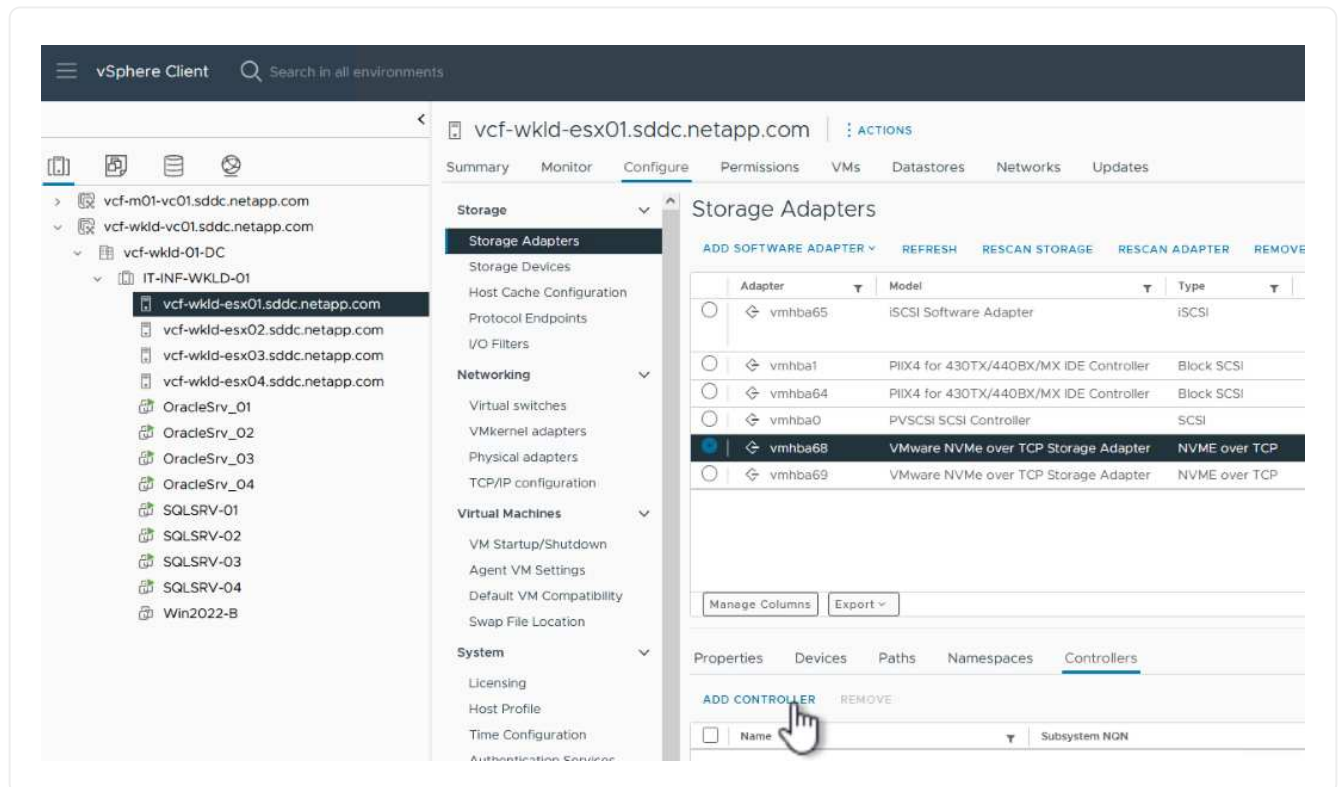 vSphere Client
Search in all environments
vcf-m01-vc01.sddc.netapp.com
vcf-wkld-vc01.sddc.netapp.com
vcf-wkld-01-DC
IT-INF-WKLD-01
vcf-wkld-esx01.sddc.netapp.com
vcf-wkld-esx02.sddc.netapp.com
vcf-wkld-esx03.sddc.netapp.com
vcf-wkld-esx04.sddc.netapp.com
OracleSrv_01
OracleSrv_02
OracleSrv_03
OracleSrv_04
SQLSRV-01
SQLSRV-02
SQLSRV-03
SQLSRV-04
Win2022-B
vcf-wkld-esx01.sddc.netapp.com ACTIONS
Summary Monitor Configure Permissions VMs Datastores Networks Updates
Storage
Storage Adapters
Storage Devices
Host Cache Configuration
Protocol Endpoints
I/O Filters
Networking
Virtual switches
VMkernel adapters
Physical adapters
TCP/IP configuration
Virtual Machines
VM Startup/Shutdown
Agent VM Settings
Default VM Compatibility
Swap File Location
System
Licensing
Host Profile
Time Configuration
Authentication Services
Storage Adapters
ADD SOFTWARE ADAPTER REFRESH RESCAN STORAGE RESCAN ADAPTER REMOVE
Adapter Model Type
vmhba65 iSCSI Software Adapter iSCSI
vmhba1 PIIX4 for 430TX/440BX/MX IDE Controller Block SCSI
vmhba64 PIIX4 for 430TX/440BX/MX IDE Controller Block SCSI
vmhba0 PVSCSI SCSI Controller SCSI
vmhba68 VMware NVMe over TCP Storage Adapter NVME over TCP
vmhba69 VMware NVMe over TCP Storage Adapter NVME over TCP
Manage Columns Export
Properties Devices Paths Namespaces Controllers
ADD CONTROLLER REMOVE
Name Subsystem NQN